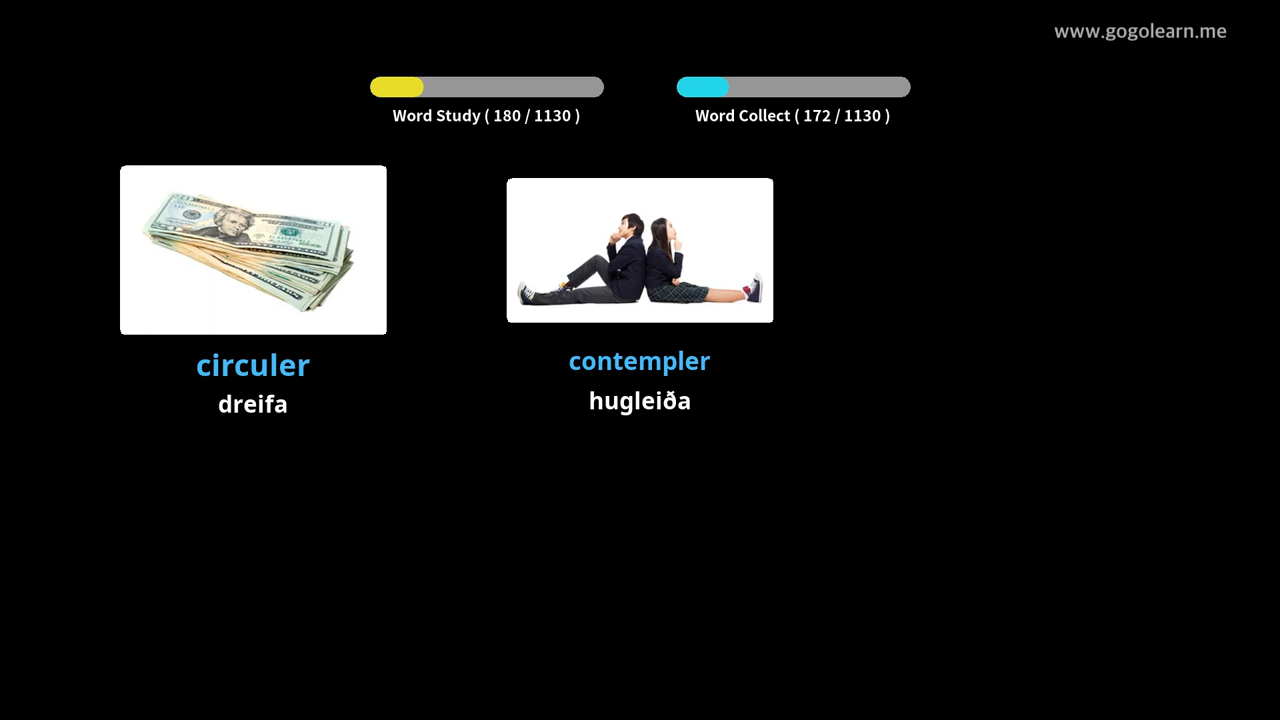 www.gogolearn.me
Word Study ( 180 / 1130 )
Word Collect ( 172 / 1130 )
circuler
dreifa
contempler
hugleiða